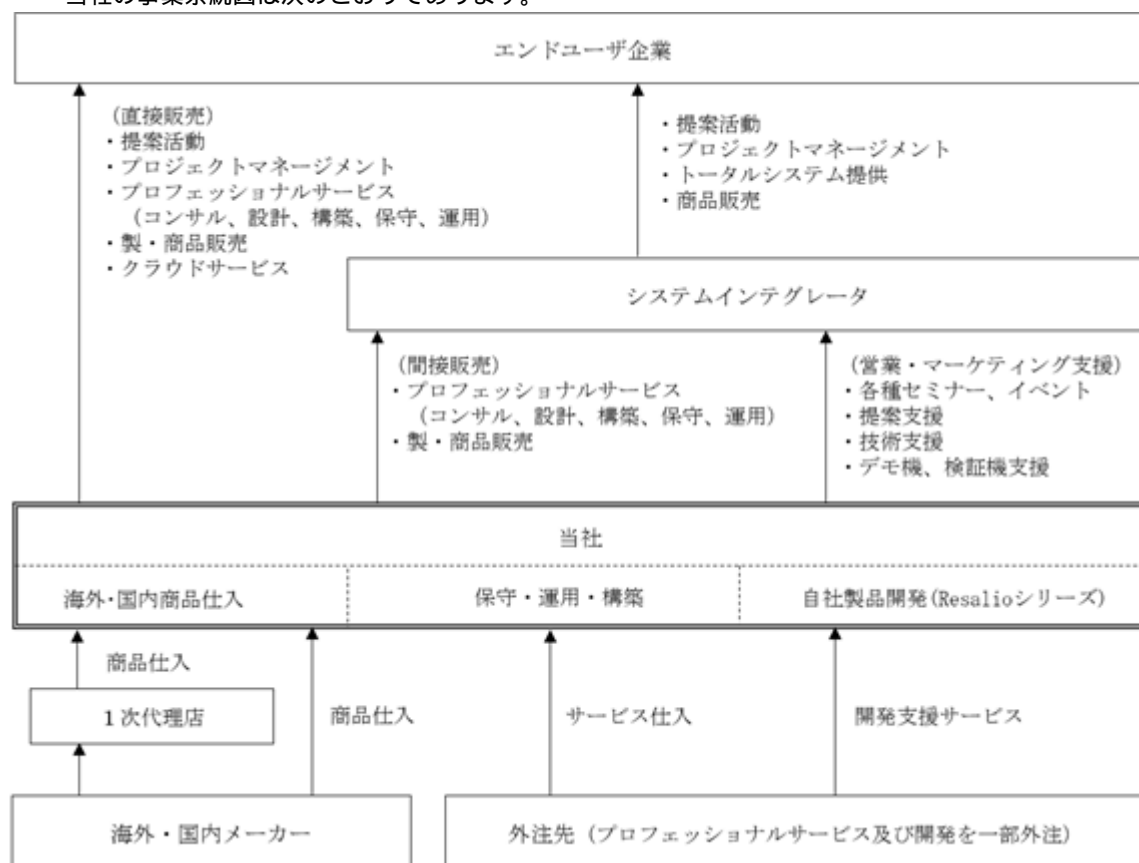 当社の事業系統図は次のとおりであります。
エンドユーザ企業
(直接販売)
・提案活動
・プロジェクトマネージメント
・プロフェッショナルサービス
(コンサル、設計、構築、保守、運用)
・製・商品販売
・クラウドサービス
・提案活動
・プロジェクトマネージメント
・トータルシステム提供
・商品販売
システムインテグレータ
(間接販売)
・プロフェッショナルサービス
(コンサル、設計、構築、保守、運用)
・製・商品販売
(営業・マーケティング支援)
・各種セミナー、イベント
・提案支援
・技術支援
・デモ機、検証機支援
当社
海外・国内商品仕入
保守・運用・構築
自社製品開発(Resalioシリーズ)
商品仕入
1次代理店
商品仕入
サービス仕入
開発支援サービス
海外・国内メーカー
外注先（プロフェッショナルサービス及び開発を一部外注）